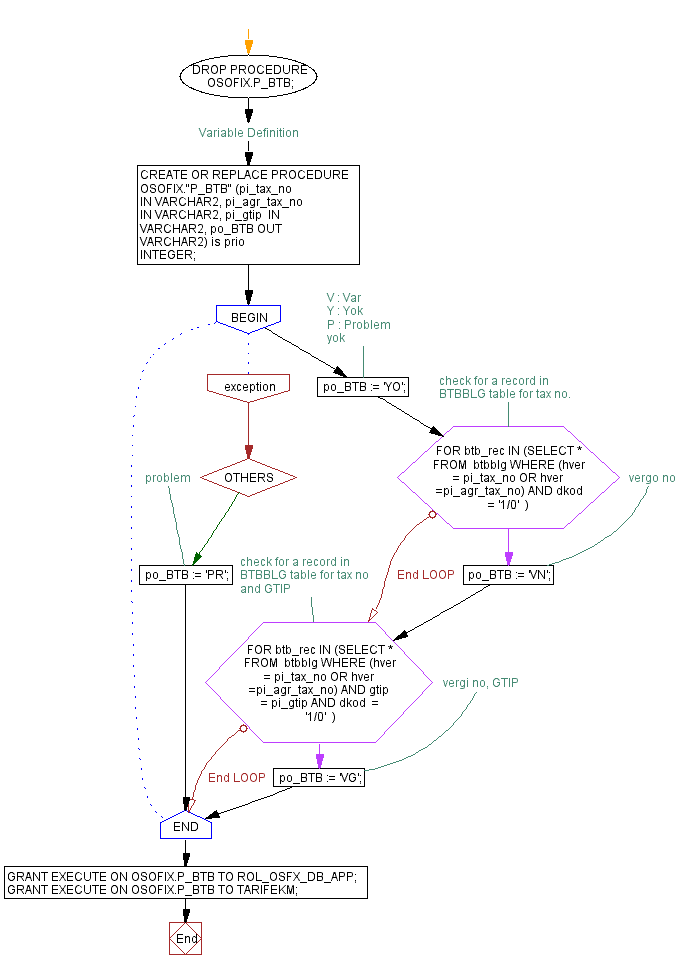 DROP PROCEDURE
OSOFIX.P_BTB;
Variable Definition
CREATE OR REPLACE PROCEDURE
OSOFIX."P_BTB" (pi_tax_no
IN VARCHAR2, pi_agr_tax_no
IN VARCHAR2, pi_gtip  IN
VARCHAR2, po_BTB OUT
VARCHAR2) is prio
INTEGER;
BEGIN
V : Var
Y : Yok
P : Problem
yok
exception
po_BTB := 'YO';
check for a record in
BTBBLG table for tax no.
FOR btb_rec IN (SELECT *
FROM  btbblg WHERE (hver
= pi_tax_no OR hver
=pi_agr_tax_no) AND dkod
= '1/0'  )
OTHERS
problem
vergo no
po_BTB := 'PR';
check for a record in
BTBBLG table for tax no
and GTIP
End LOOP
po_BTB := 'VN';
FOR btb_rec IN (SELECT *
FROM  btbblg WHERE (hver
= pi_tax_no OR hver
=pi_agr_tax_no) AND gtip
= pi_gtip AND dkod  =
'1/0'  )
vergi no, GTIP
End LOOP
po_BTB := 'VG';
END
GRANT EXECUTE ON OSOFIX.P_BTB TO ROL_OSFX_DB_APP;
GRANT EXECUTE ON OSOFIX.P_BTB TO TARIFEKM;
End